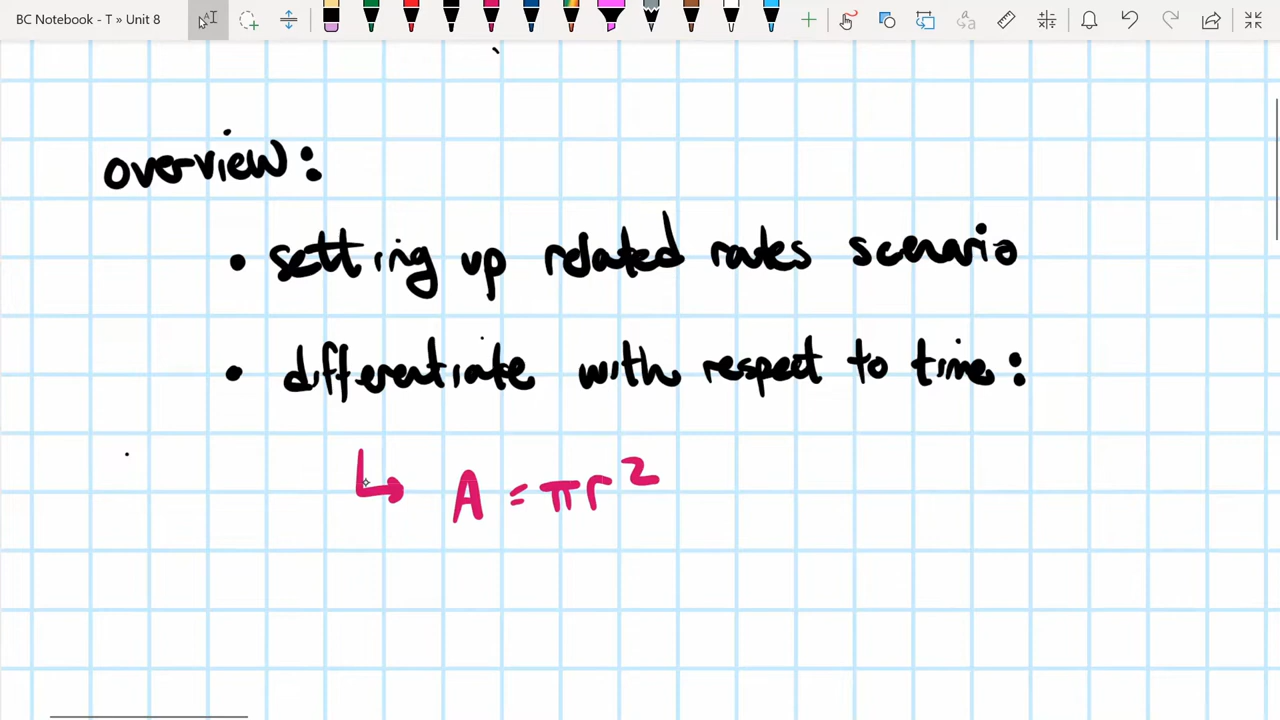 BC Notebook - T » Unit 8
overview:
• setting up related rates scenario
• differentiate with respect to time:
↳ A = πr²